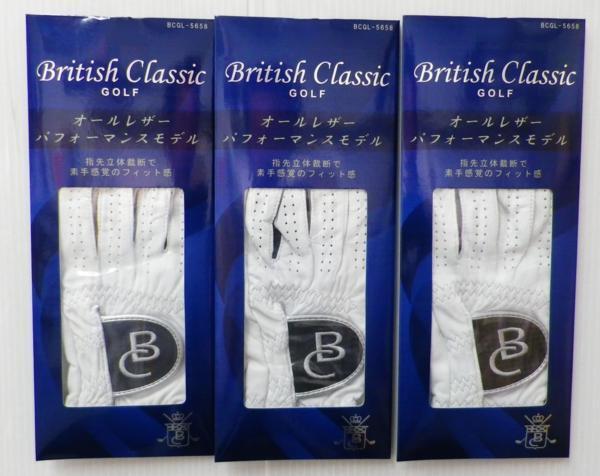 BCGL-5658
British Classic
GOLF
オールレザー
パフォーマンスモデル
指先立体裁断で
素手感覚のフィット感
BC
BC
BCGL-5658
British Classic
GOLF
オールレザー
パフォーマンスモデル
指先立体裁断で
素手感覚のフィット感
BC
BC
BCGL-5658
British Classic
GOLF
オールレザー
パフォーマンスモデル
指先立体裁断で
素手感覚のフィット感
BC
BC